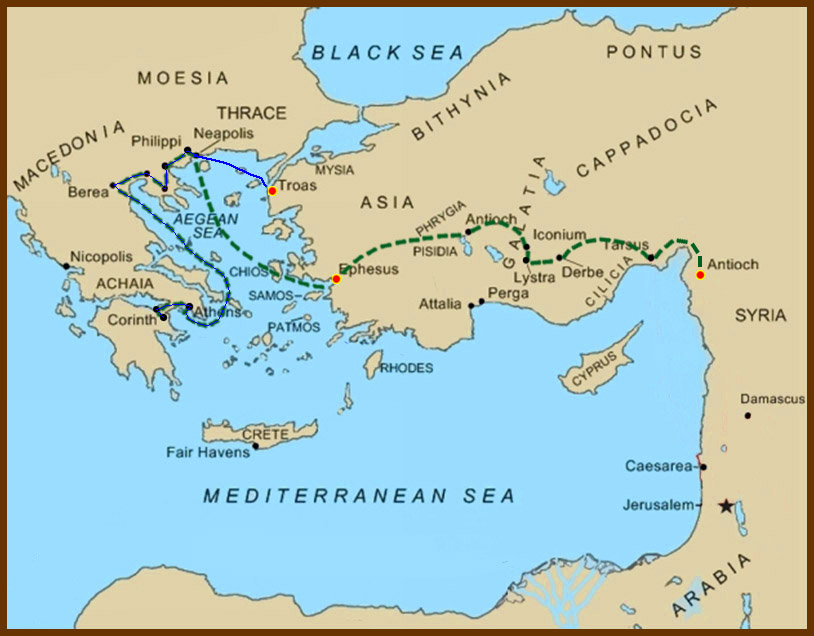 BLACK SEA
PONTUS
MOESIA
THRACE
BITHYNIA
CAPPADOCIA
MACEDONIA
Philippi
Neapolis
MYSIA
Troas
Berea
ASIA
GALATIA
AEGEAN
SEA
PHRYGIA
Antioch
PISIDIA
Iconium
Tarsus
Nicopolis
CHIOS
Ephesus
Lystra
Derbe
CILICIA
Antioch
ACHAIA
SAMOS
Attalia
Perga
Corinth
Athens
PATMOS
SYRIA
RHODES
CYPRUS
Damascus
CRETE
Fair Havens
Caesarea
MEDITERRANEAN SEA
Jerusalem
ARABIA